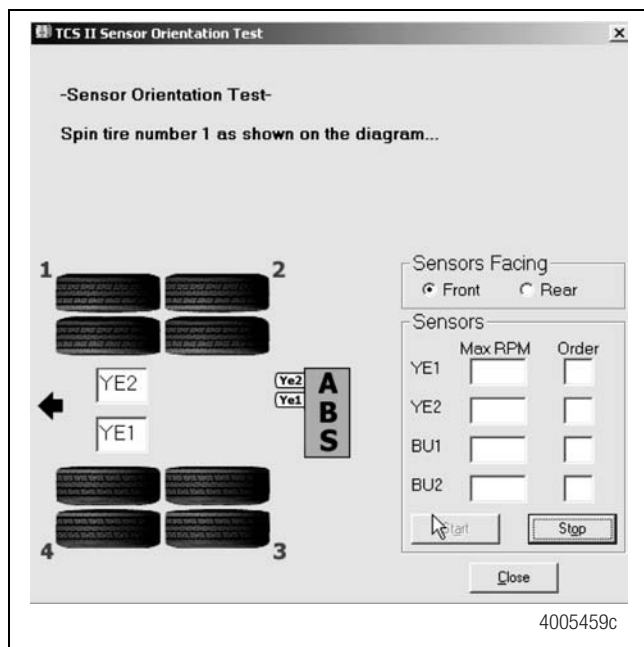 TCS II Sensor Orientation Test
-Sensor Orientation Test-
Spin tire number 1 as shown on the diagram...
1
2
YE2
YE1
Ye2
Ye1
A
B
S
4
3
Sensors Facing
Front Rear
Sensors
Max RPM Order
YE1
YE2
BU1
BU2
Start Stop
Close
4005459c